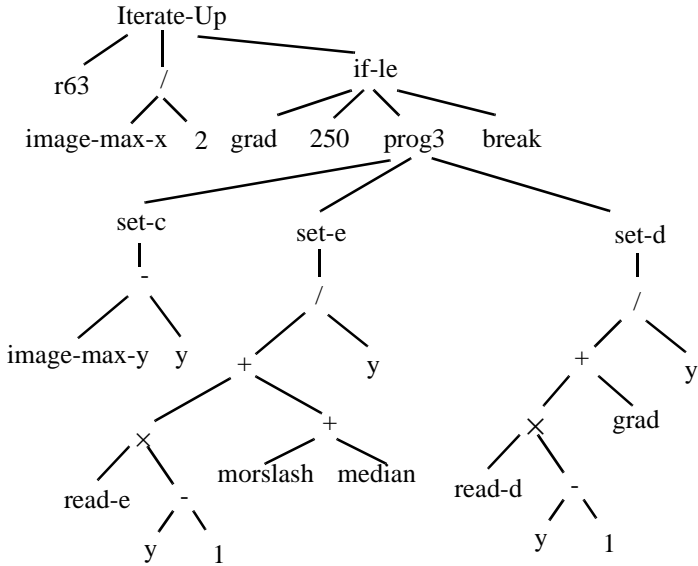 Iterate-Up
r63 / if-le
image-max-x 2 grad 250 prog3 break
set-c set-e set-d
- / /
image-max-y y + y + y
× + × grad
read-e - morslash median read-d -
y 1 y 1